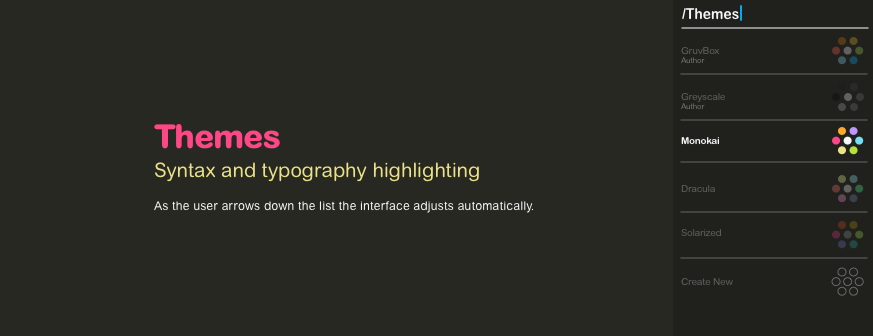 Themes
Syntax and typography highlighting
As the user arrows down the list the interface adjusts automatically.
/Themes
GruvBox
Author
Greyscale
Author
Monokai
Dracula
Solarized
Create New